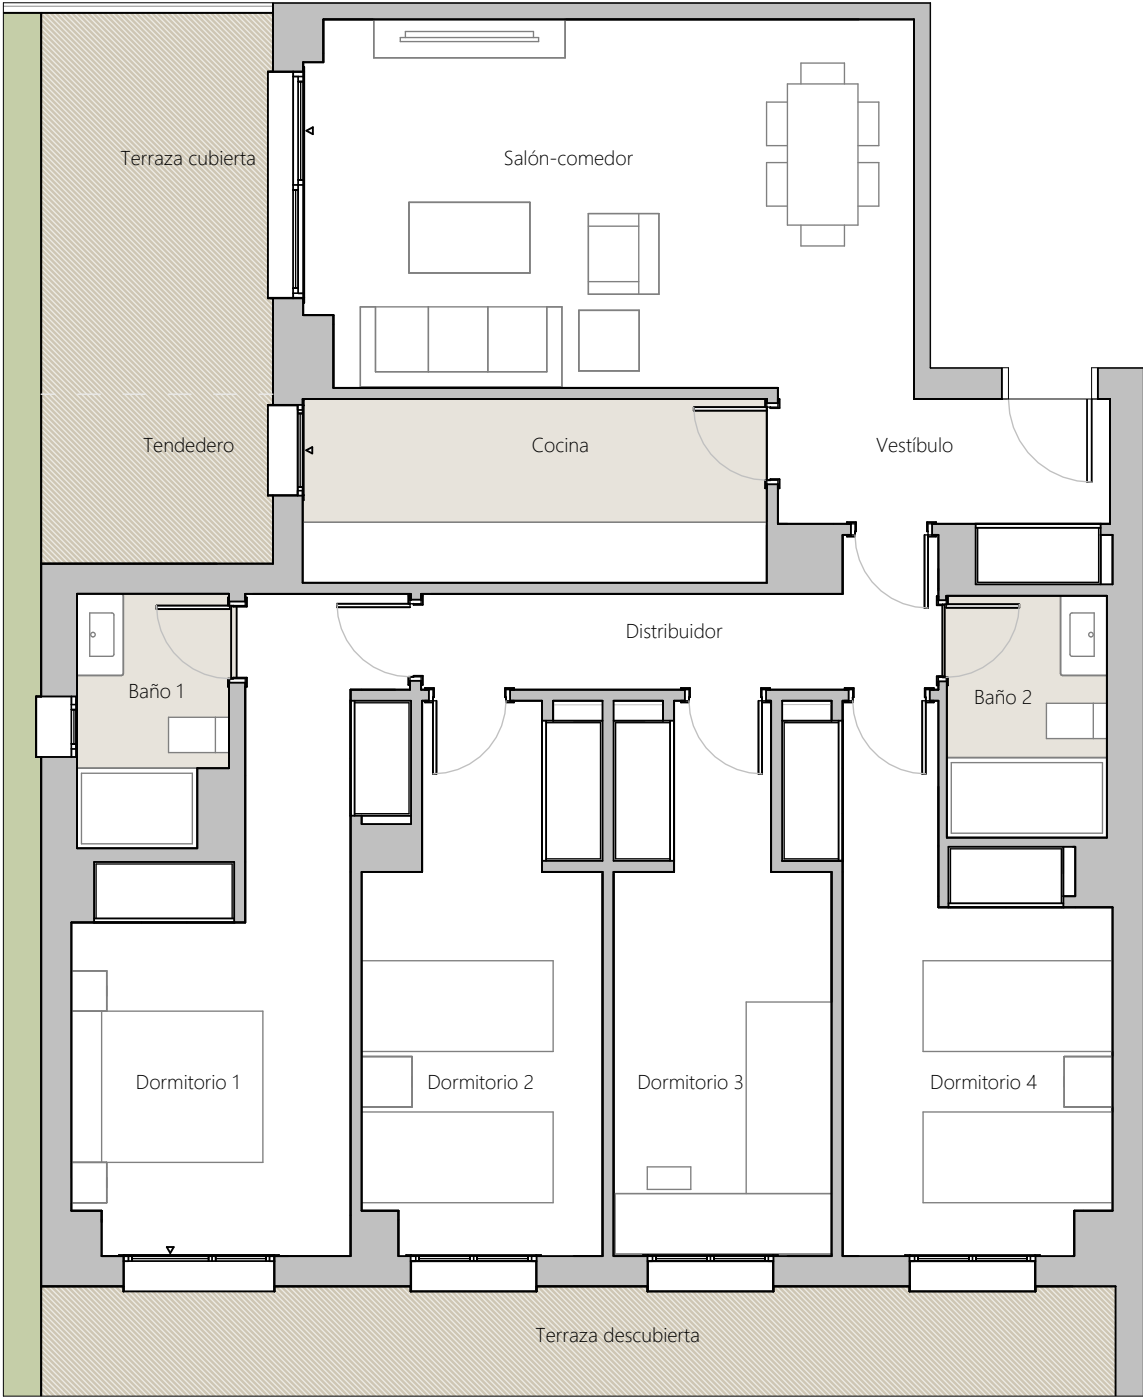 Terraza cubierta
Salón-comedor
Tendedero
Cocina
Vestíbulo
Distribuidor
Baño 1
Baño 2
Dormitorio 1
Dormitorio 2
Dormitorio 3
Dormitorio 4
Terraza descubierta